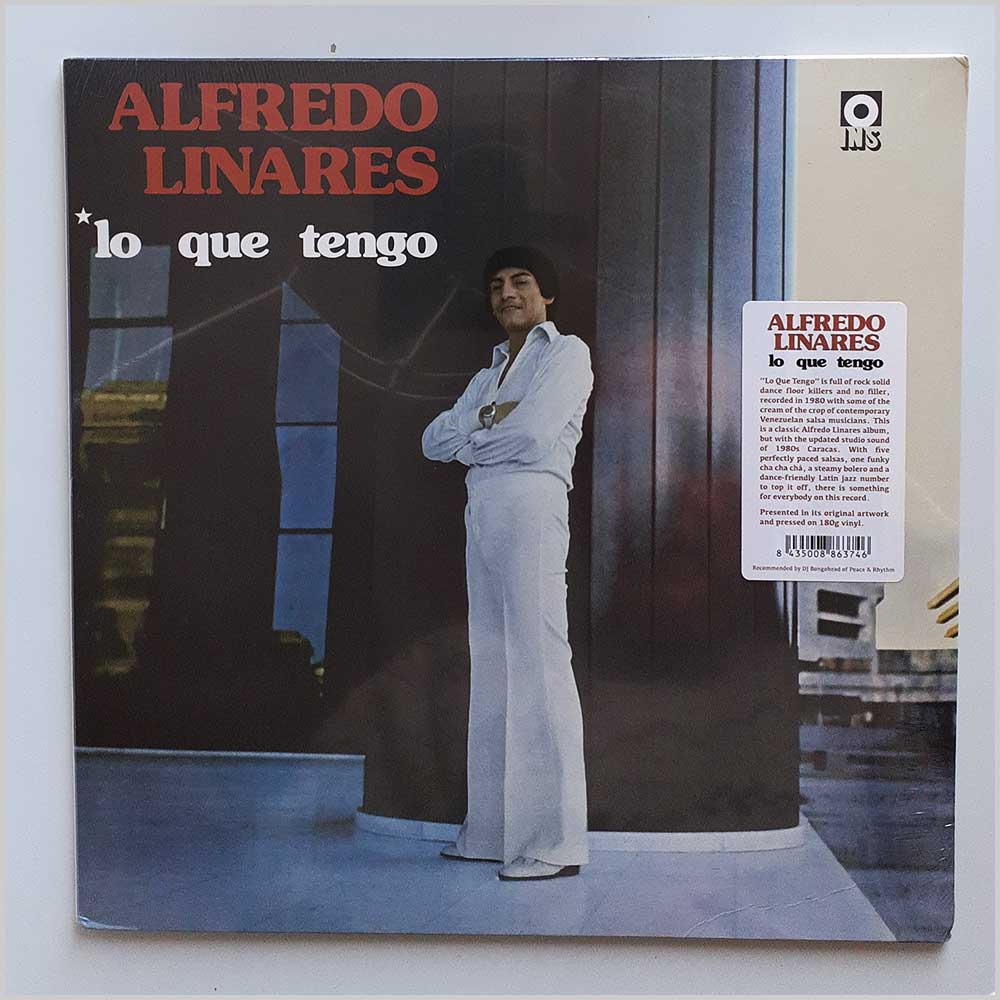 ALFREDO
LINARES
*lo que tengo
INS
ALFREDO
LINARES
lo que tengo
"Lo Que Tengo" is full of rock solid
dance floor killers and no filler,
recorded in 1980 with some of the
cream of the crop of contemporary
Venezuelan salsa musicians. This
is a classic Alfredo Linares album,
but with the updated studio sound
of 1980s Caracas. With five
perfectly paced salsas, one funky
cha cha chá, a steamy bolero and a
dance-friendly Latin jazz number
to top it off, there is something
for everybody on this record.
Presented in its original artwork
and pressed on 180g vinyl.
8 435008 863746
Recommended by DJ Bongohead of Peace & Rhythm